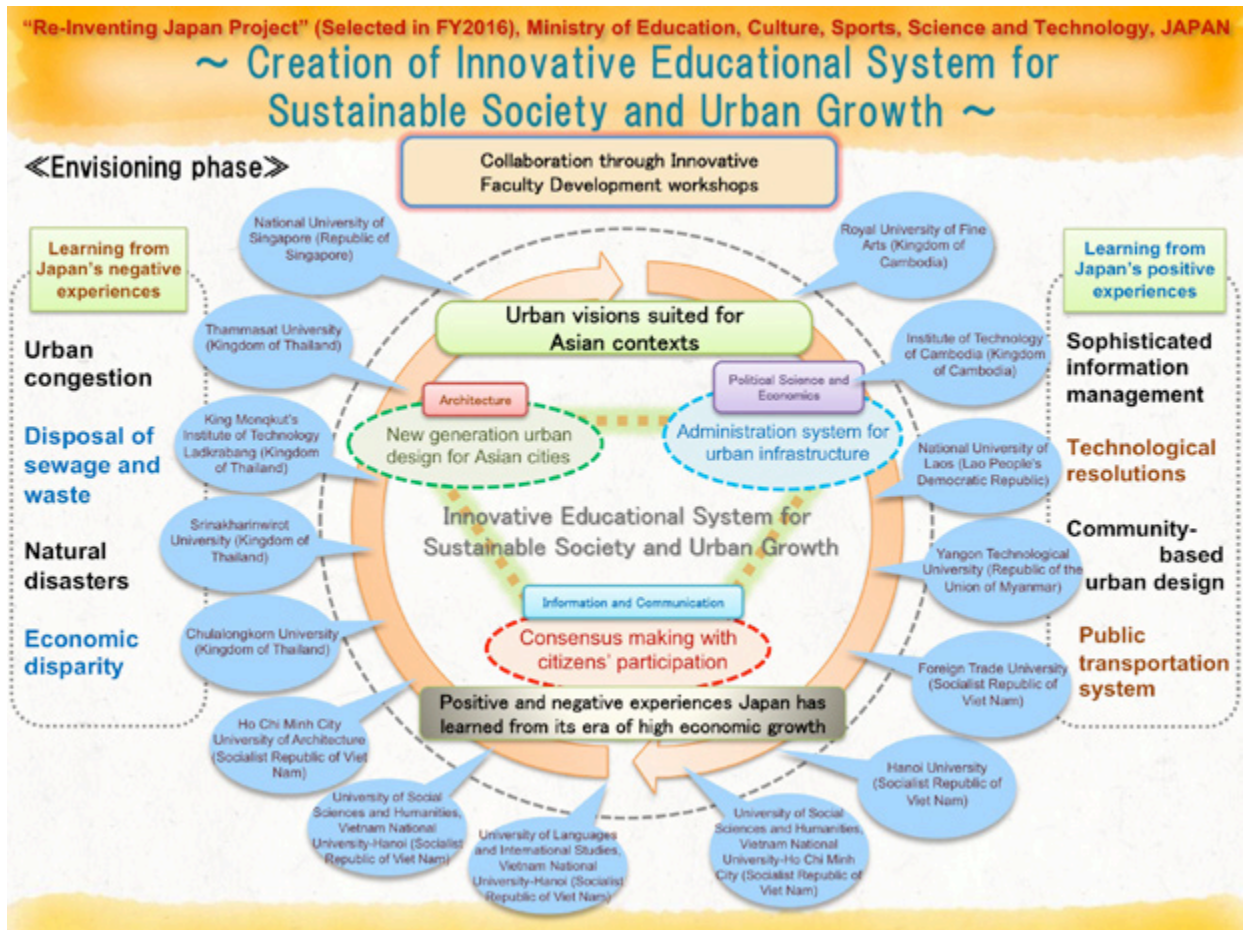 “Re-Inventing Japan Project” (Selected in FY2016), Ministry of Education, Culture, Sports, Science and Technology, JAPAN
～ Creation of Innovative Educational System for
Sustainable Society and Urban Growth ～
≪Envisioning phase≫
Collaboration through Innovative
Faculty Development workshops
Learning from
Japan's negative
experiences
Urban
congestion
Disposal of
sewage and
waste
Natural
disasters
Economic
disparity
National University of
Singapore (Republic of
Singapore)
Thammasat University
(Kingdom of Thailand)
King Mongkut's
Institute of Technology
Ladkrabang (Kingdom
of Thailand)
Srinakharinwirot
University (Kingdom of
Thailand)
Chulalongkorn University
(Kingdom of Thailand)
Ho Chi Minh City
University of Architecture
(Socialist Republic of Viet
Nam)
University of Social
Sciences and Humanities,
Vietnam National
University-Hanoi (Socialist
Republic of Viet Nam)
University of Languages
and International Studies,
Vietnam National
University-Hanoi (Socialist
Republic of Viet Nam)
Urban visions suited for
Asian contexts
Architecture
New generation urban
design for Asian cities
Political Science and
Economics
Administration system for
urban infrastructure
Innovative Educational System for
Sustainable Society and Urban Growth
Information and Communication
Consensus making with
citizens' participation
Positive and negative experiences Japan has
learned from its era of high economic growth
Royal University of Fine
Arts (Kingdom of
Cambodia)
Institute of Technology
of Cambodia (Kingdom
of Cambodia)
National University of
Laos (Lao People's
Democratic Republic)
Yangon Technological
University (Republic of the
Union of Myanmar)
Foreign Trade University
(Socialist Republic of
Viet Nam)
Hanoi University
(Socialist Republic of
Viet Nam)
University of Social
Sciences and Humanities,
Vietnam National
University-Ho Chi Minh
City (Socialist Republic of
Viet Nam)
Learning from
Japan's positive
experiences
Sophisticated
information
management
Technological
resolutions
Community-
based
urban design
Public
transportation
system